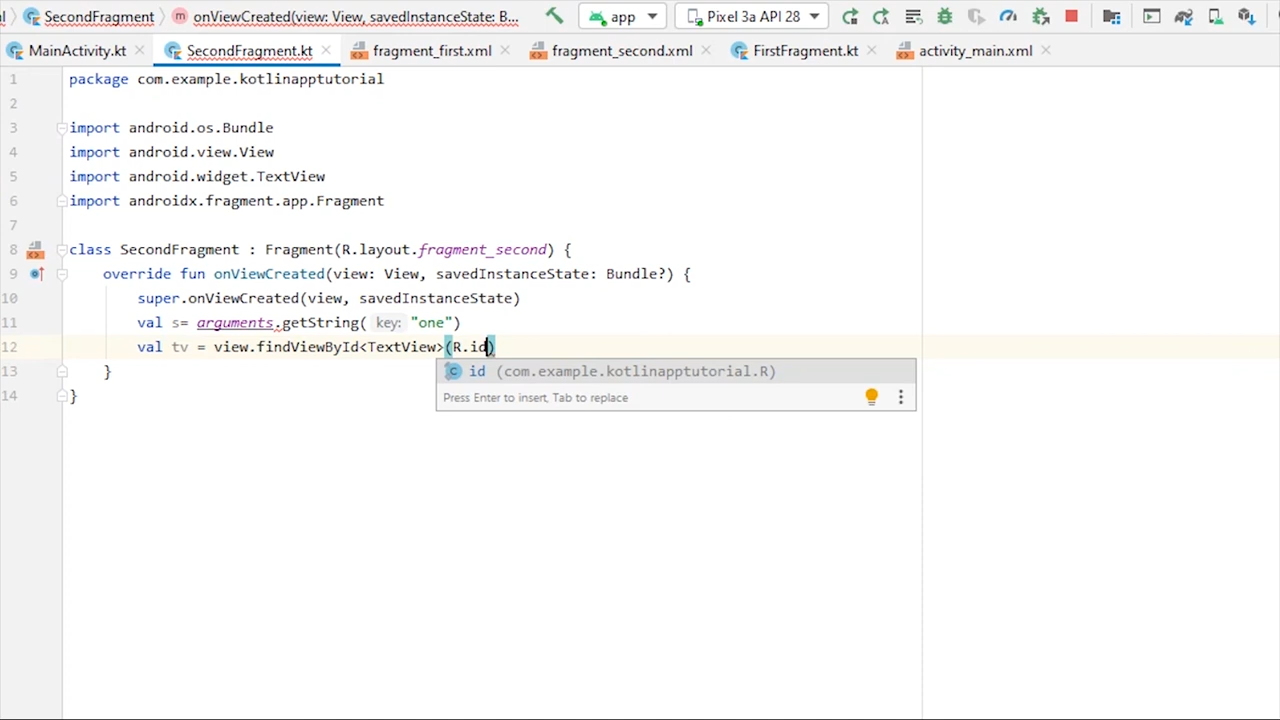 SecondFragment onViewCreated(view: View, savedInstanceState: B... app Pixel 3a API 28
MainActivity.kt SecondFragment.kt fragment_first.xml fragment_second.xml FirstFragment.kt activity_main.xml
1 package com.example.kotlinapptutorial
2
3 import android.os.Bundle
4 import android.view.View
5 import android.widget.TextView
6 import androidx.fragment.app.Fragment
7
8 class SecondFragment : Fragment(R.layout.fragment_second) {
9 override fun onViewCreated(view: View, savedInstanceState: Bundle?) {
10 super.onViewCreated(view, savedInstanceState)
11 val s= arguments.getString( key: "one")
12 val tv = view.findViewById<TextView>(R.id)
13 }
id (com.example.kotlinapptutorial.R)
14 }
Press Enter to insert, Tab to replace